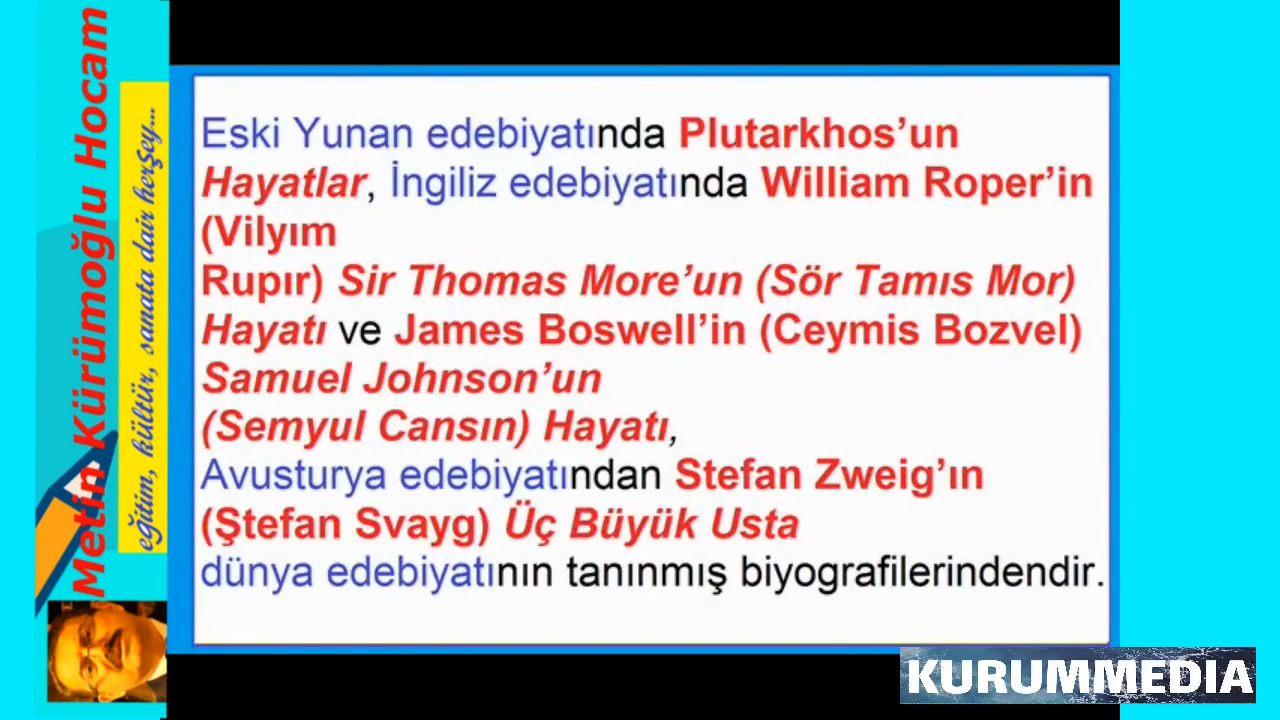 Metin Kürümoğlu Hocam
eğitim, kültür, sanata dair herşey...
Eski Yunan edebiyatında Plutarkhos’un
Hayatlar, İngiliz edebiyatında William Roper’in
(Vilyım
Rupır) Sir Thomas More’un (Sör Tamıs Mor)
Hayatı ve James Boswell’in (Ceymis Bozvel)
Samuel Johnson’un
(Semyul Cansın) Hayatı,
Avusturya edebiyatından Stefan Zweig’ın
(Ştefan Svayg) Üç Büyük Usta
dünya edebiyatının tanınmış biyografilerindendir.
KURUMMEDIA